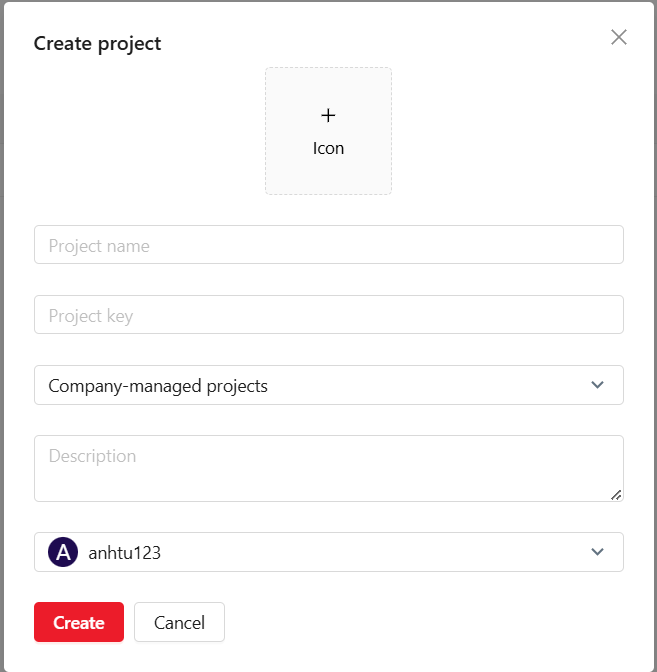 Create project
Icon
Project name
Project key
Company-managed projects
Description
A anhtu123
Create Cancel